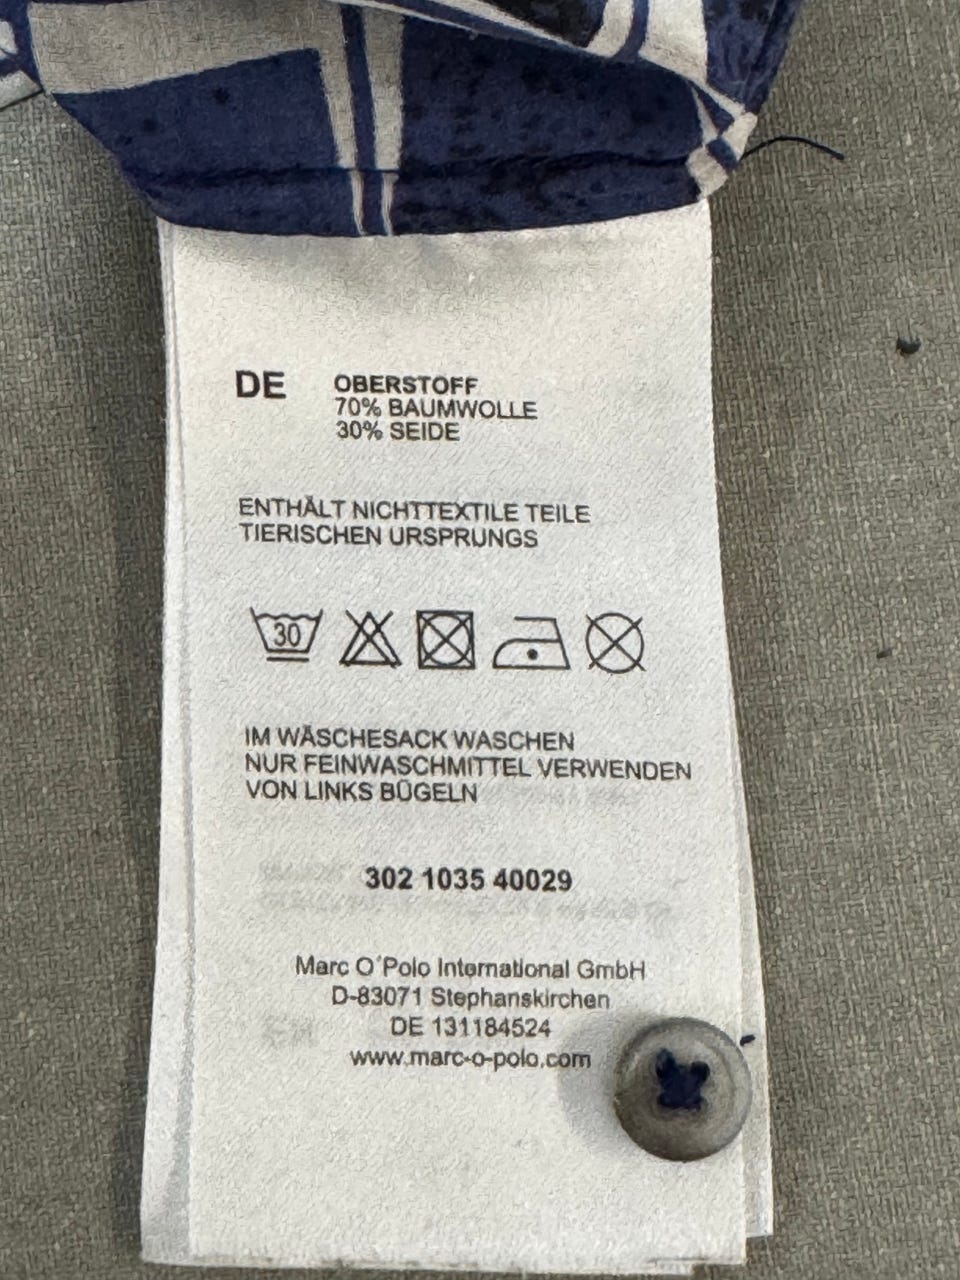 DE OBERSTOFF
70% BAUMWOLLE
30% SEIDE
ENTHÄLT NICHTTEXTILE TEILE
TIERISCHEN URSPRUNGS
30
IM WÄSCHESACK WASCHEN
NUR FEINWASCHMITTEL VERWENDEN
VON LINKS BÜGELN
302 1035 40029
Marc O´Polo International GmbH
D-83071 Stephanskirchen
DE 131184524
www.marc-o-polo.com